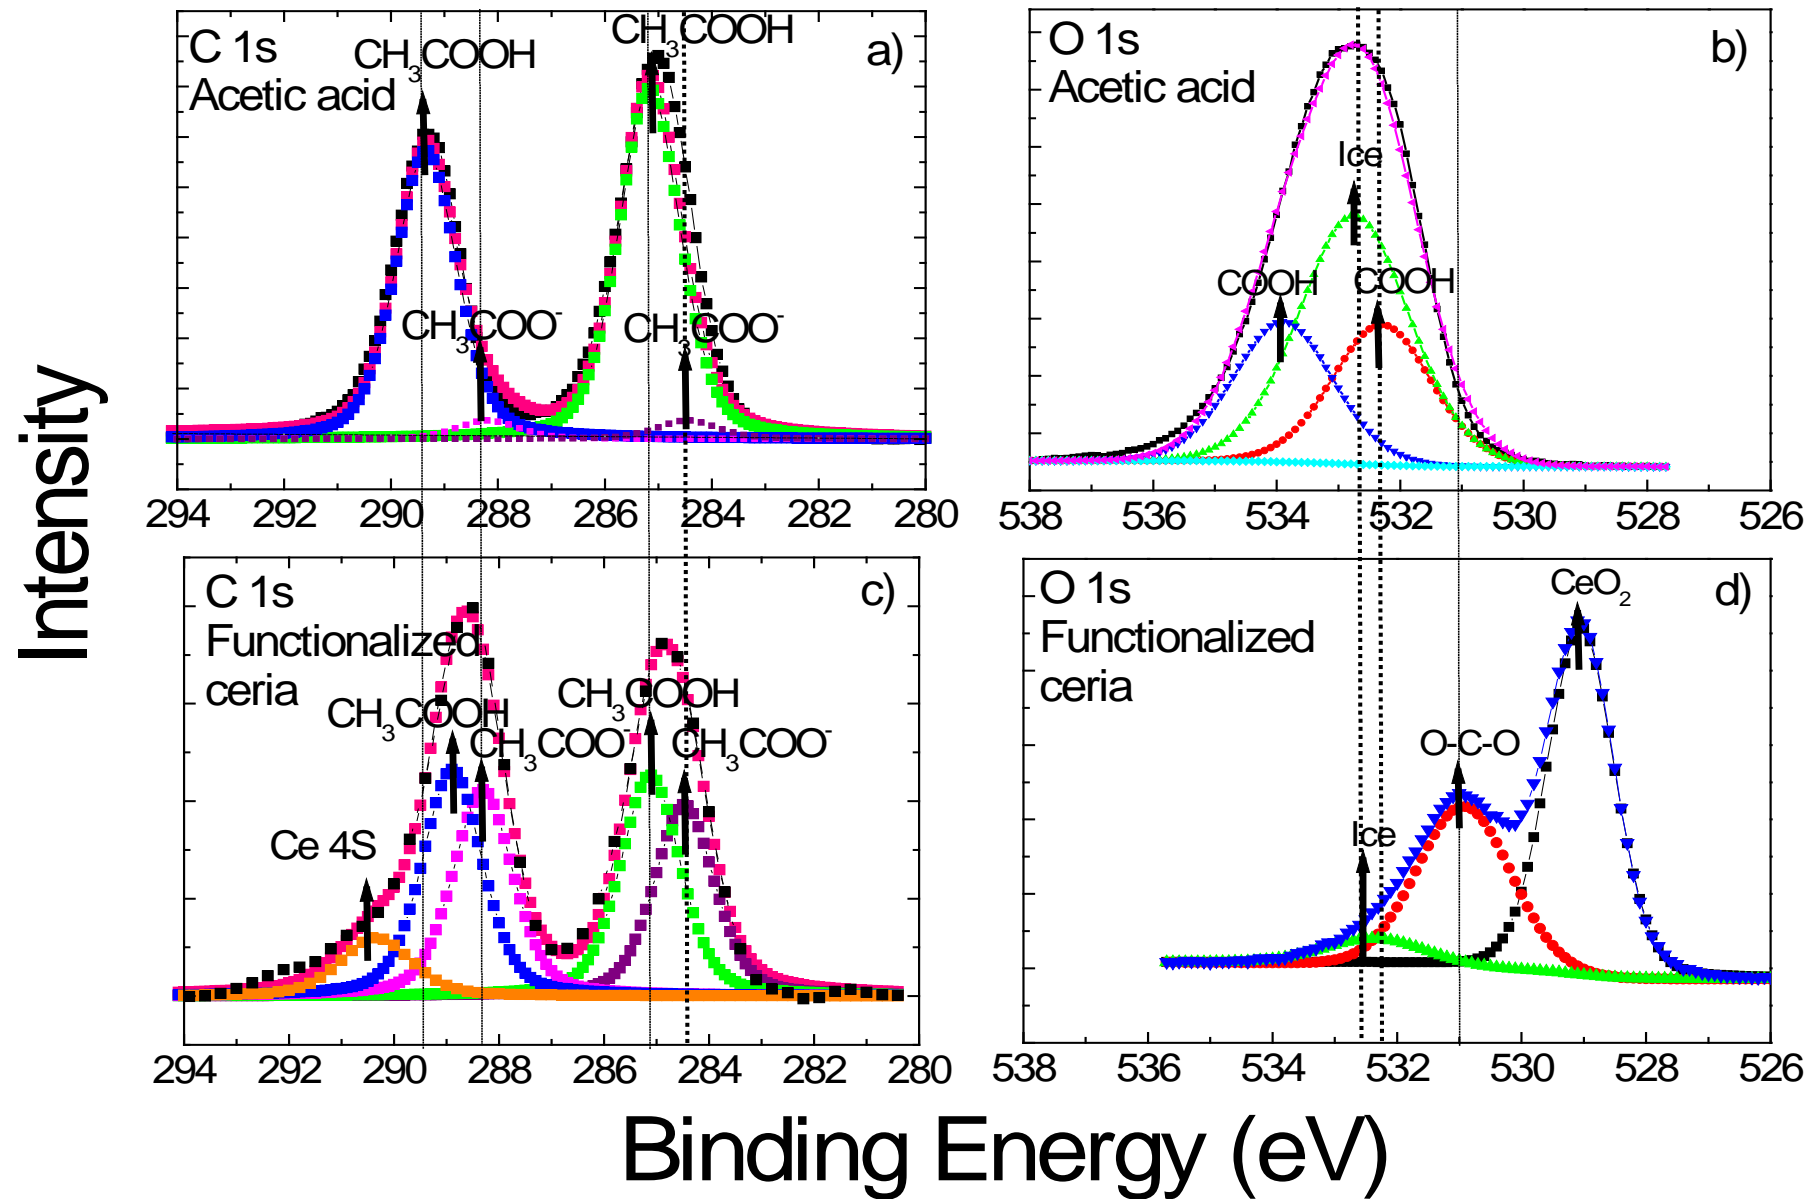 Intensity
C 1s
Acetic acid
a)
CH3COOH
CH3COOH
CH3COO-
CH3COO-
294 292 290 288 286 284 282 280
O 1s
Acetic acid
b)
Ice
COOH
COOH
538 536 534 532 530 528 526
C 1s
Functionalized
ceria
c)
CH3COOH
CH3COO-
CH3COOH
CH3COO-
Ce 4S
294 292 290 288 286 284 282 280
O 1s
Functionalized
ceria
d)
CeO2
O-C-O
Ice
538 536 534 532 530 528 526
Binding Energy (eV)